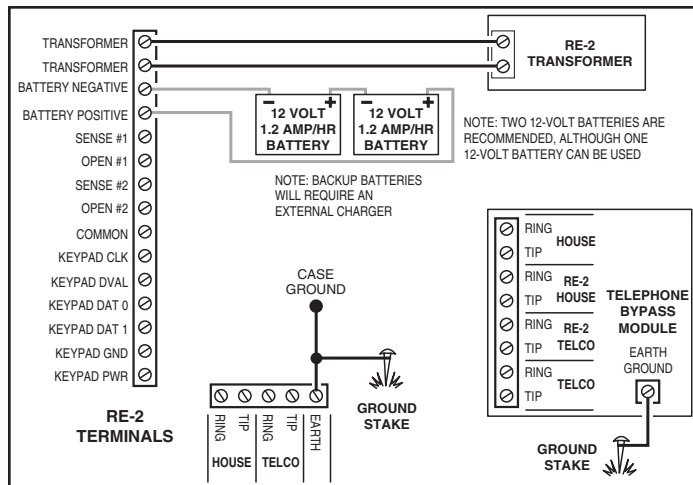 TRANSFORMER
TRANSFORMER
BATTERY NEGATIVE
BATTERY POSITIVE
SENSE #1
OPEN #1
SENSE #2
OPEN #2
COMMON
KEYPAD CLK
KEYPAD DVAL
KEYPAD DAT 0
KEYPAD DAT 1
KEYPAD GND
KEYPAD PWR
RE-2
TERMINALS
RE-2
TRANSFORMER
– +
12 VOLT
1.2 AMP/HR
BATTERY
– +
12 VOLT
1.2 AMP/HR
BATTERY
NOTE: TWO 12-VOLT BATTERIES ARE
RECOMMENDED, ALTHOUGH ONE
12-VOLT BATTERY CAN BE USED
NOTE: BACKUP BATTERIES
WILL REQUIRE AN
EXTERNAL CHARGER
CASE
GROUND
GROUND
STAKE
RING
TIP
RING
TIP
EARTH
HOUSE
TELCO
RING
TIP
HOUSE
RING
TIP
RE-2
HOUSE
RING
TIP
RE-2
TELCO
RING
TIP
TELCO
TELEPHONE
BYPASS
MODULE
EARTH
GROUND
GROUND
STAKE